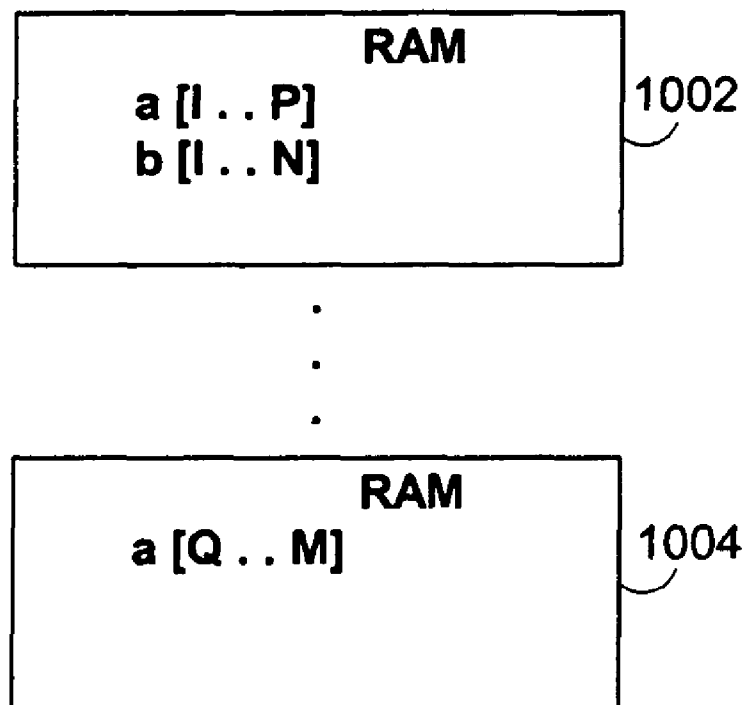 RAM
a [I . . P]
1002
b [I . . N]
.
.
.
RAM
a [Q . . M]
1004